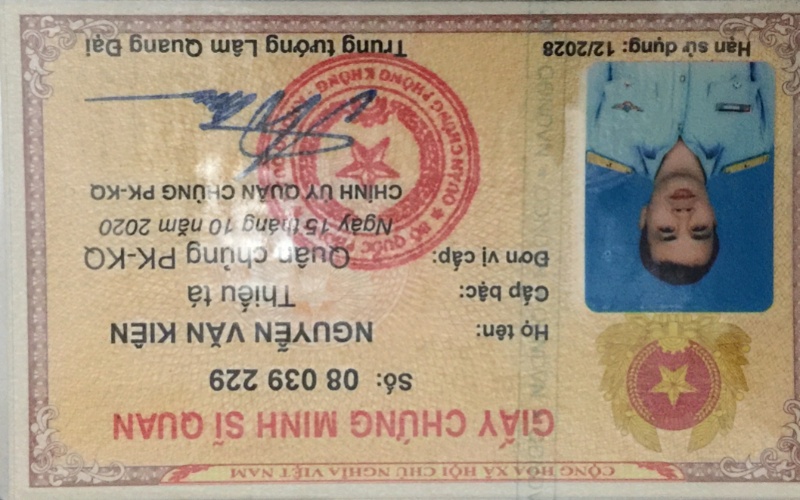 CỘNG HÒA XÃ HỘI CHỦ NGHĨA VIỆT NAM
GIẤY CHỨNG MINH SĨ QUAN
Số: 08 039 229
Họ tên: NGUYỄN VĂN KIÊN
Cấp bậc: Thiếu tá
Đơn vị cấp: Quân chủng PK-KQ
Ngày 15 tháng 10 năm 2020
CHÍNH UỶ QUÂN CHỦNG PK-KQ
Hạn sử dụng: 12/2028
Trung tướng Lâm Quang Đại